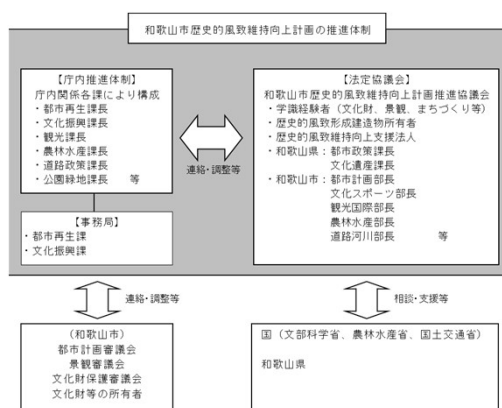 和歌山市歴史的風致維持向上計画の推進体制
【庁内推進体制】
庁内関係各課により構成
・都市再生課長
・文化振興課長
・観光課長
・農林水産課長
・道路政策課長
・公園緑地課長　等
【事務局】
・都市再生課
・文化振興課
連絡・調整等
【法定協議会】
和歌山市歴史的風致維持向上計画推進協議会
・学識経験者（文化財、景観、まちづくり等）
・歴史的風致形成建造物所有者
・歴史的風致維持向上支援法人
・和歌山県：都市政策課長
文化遺産課長
・和歌山市：都市計画部長
文化スポーツ部長
観光国際部長
農林水産部長
道路河川部長　等
連絡・調整等
相談・支援等
（和歌山市）
都市計画審議会
景観審議会
文化財保護審議会
文化財等の所有者
国（文部科学省、農林水産省、国土交通省）
和歌山県